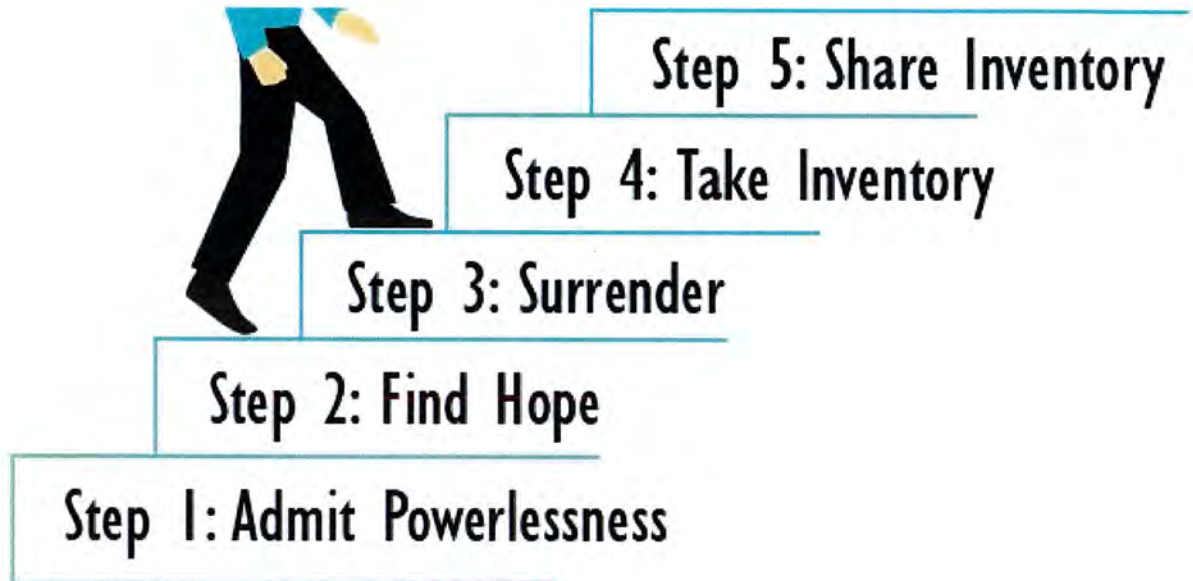 Step 5: Share Inventory
Step 4: Take Inventory
Step 3: Surrender
Step 2: Find Hope
Step 1: Admit Powerlessness